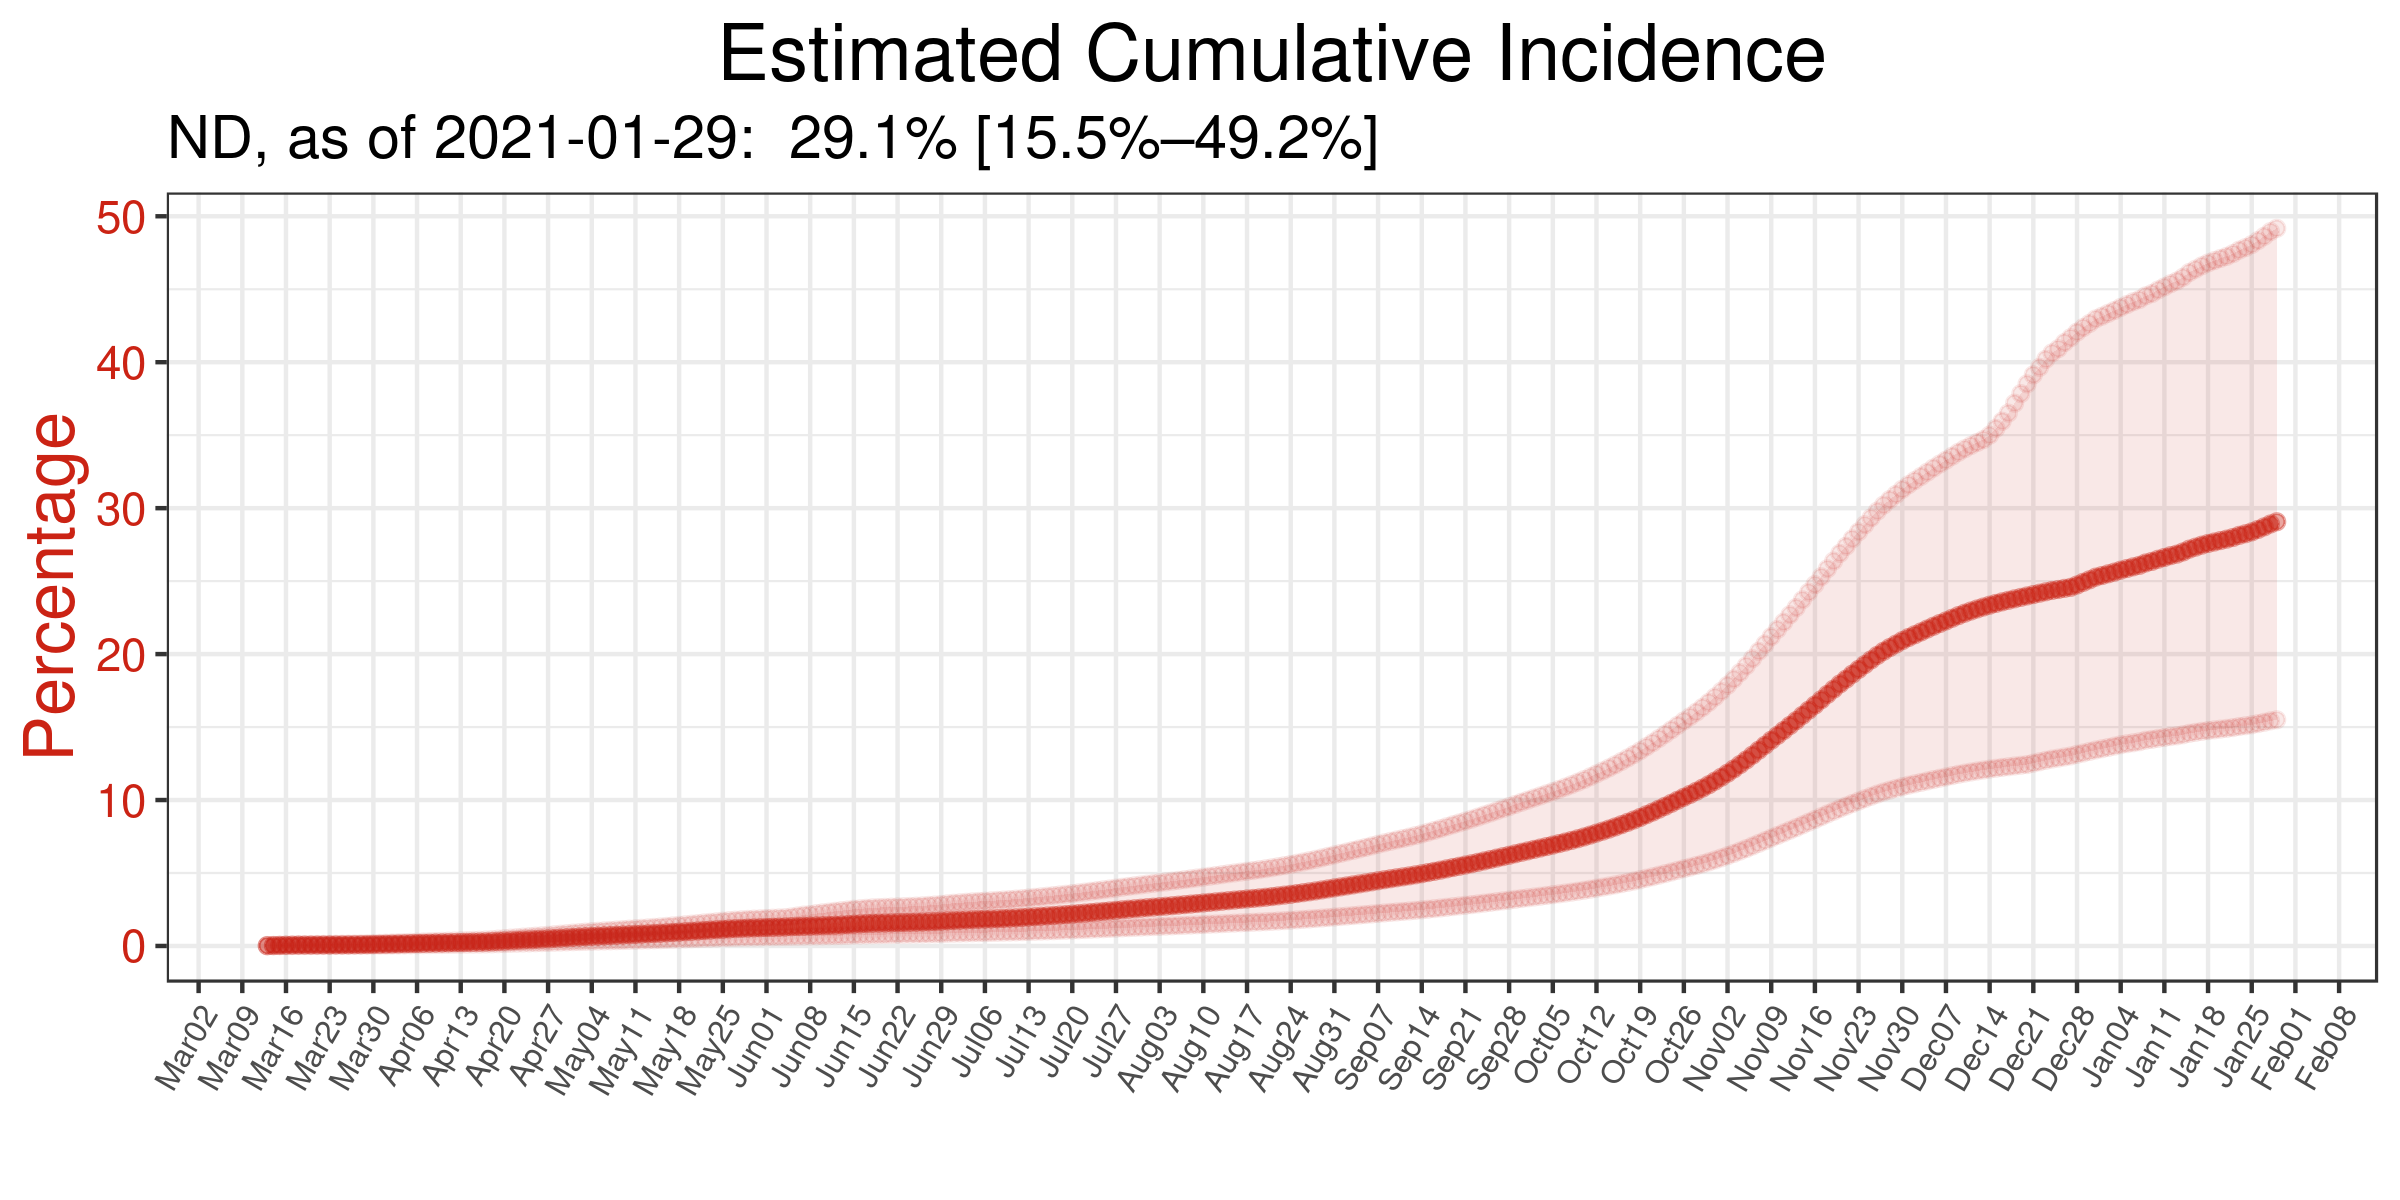 Estimated Cumulative Incidence
ND, as of 2021-01-29:  29.1% [15.5%–49.2%]
Percentage
50
40
30
20
10
0
Mar02
Mar09
Mar16
Mar23
Mar30
Apr06
Apr13
Apr20
Apr27
May04
May11
May18
May25
Jun01
Jun08
Jun15
Jun22
Jun29
Jul06
Jul13
Jul20
Jul27
Aug03
Aug10
Aug17
Aug24
Aug31
Sep07
Sep14
Sep21
Sep28
Oct05
Oct12
Oct19
Oct26
Nov02
Nov09
Nov16
Nov23
Nov30
Dec07
Dec14
Dec21
Dec28
Jan04
Jan11
Jan18
Jan25
Feb01
Feb08